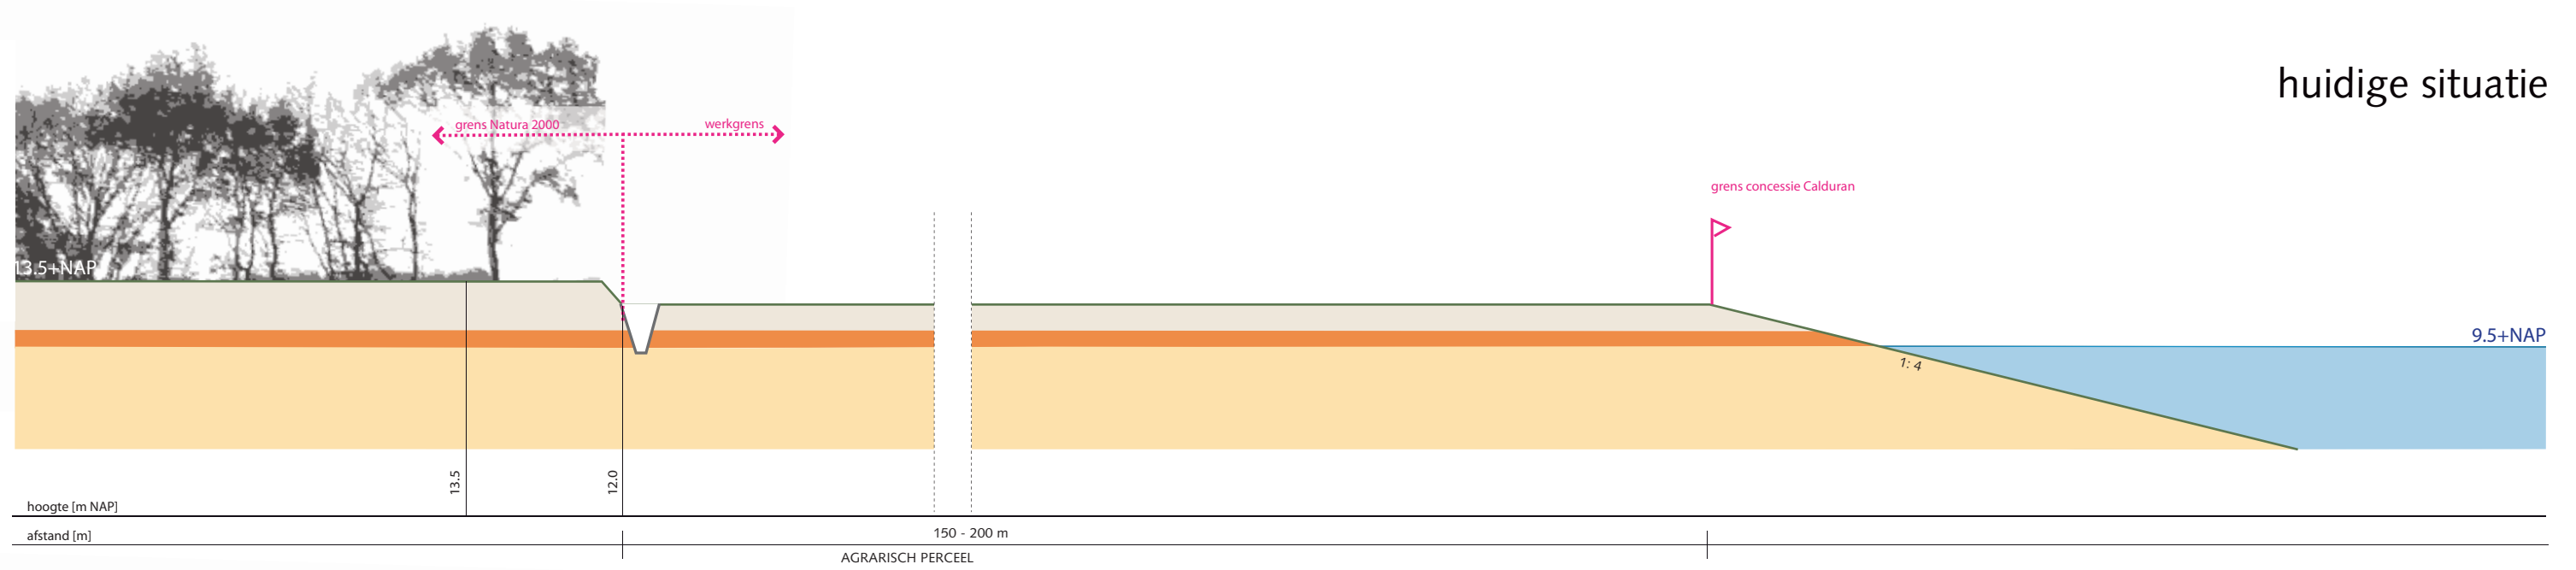 huidige situatie
grens Natura 2000
werkgrens
grens concessie Calduran
13.5+NAP
9.5+NAP
1: 4
13.5
12.0
hoogte [m NAP]
afstand [m]
150 - 200 m
AGRARISCH PERCEEL